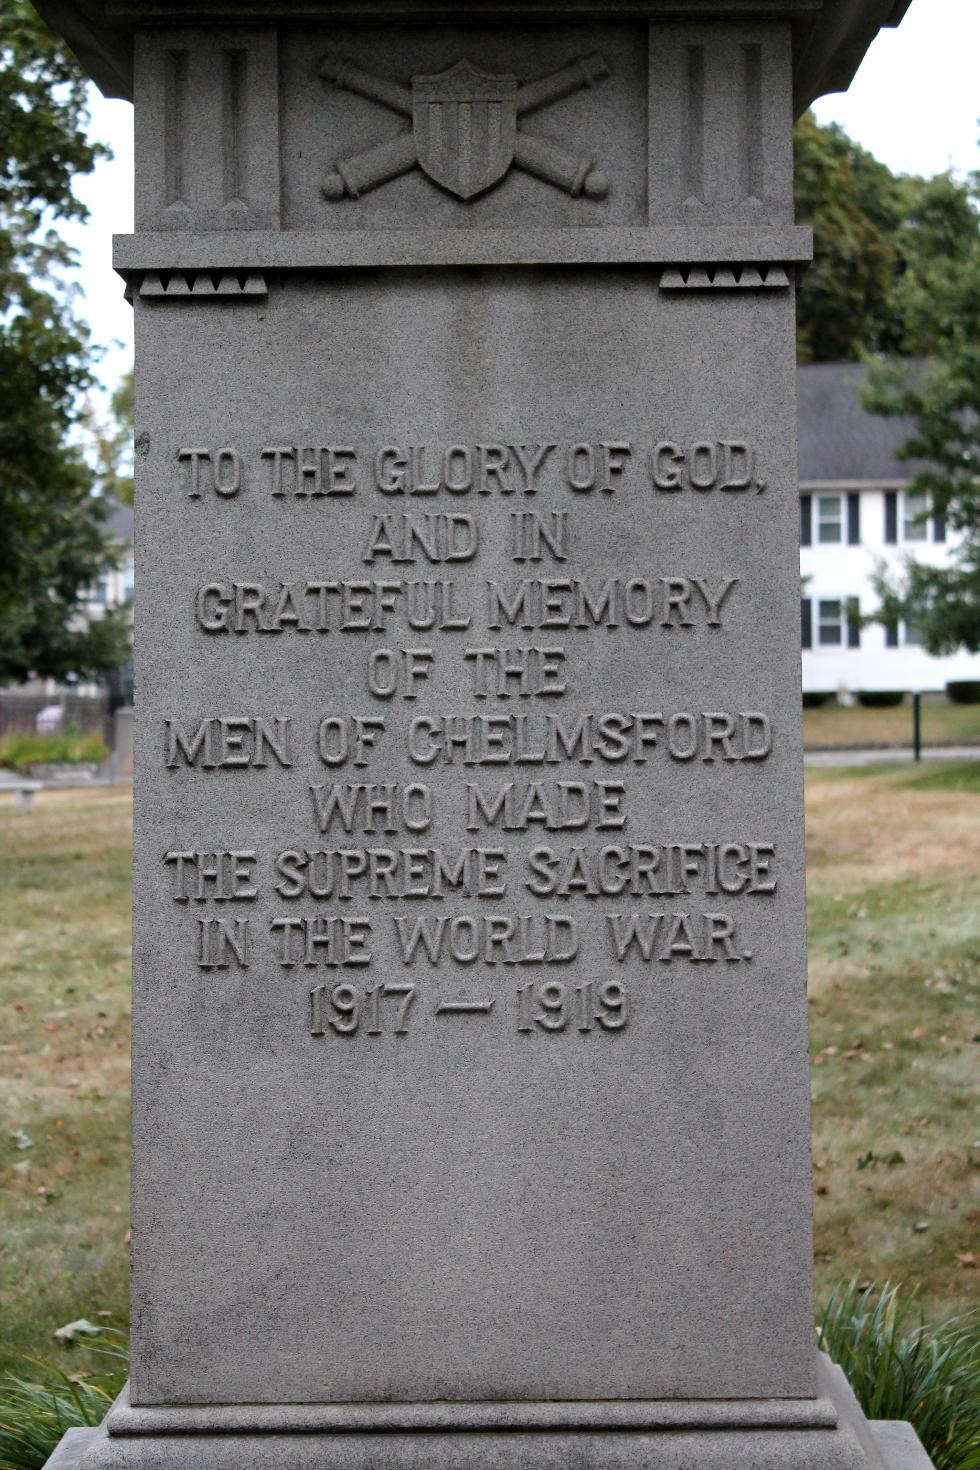 TO THE GLORY OF GOD,
AND IN
GRATEFUL MEMORY
OF THE
MEN OF CHELMSFORD
WHO MADE
THE SUPREME SACRIFICE
IN THE WORLD WAR.
1917 — 1919